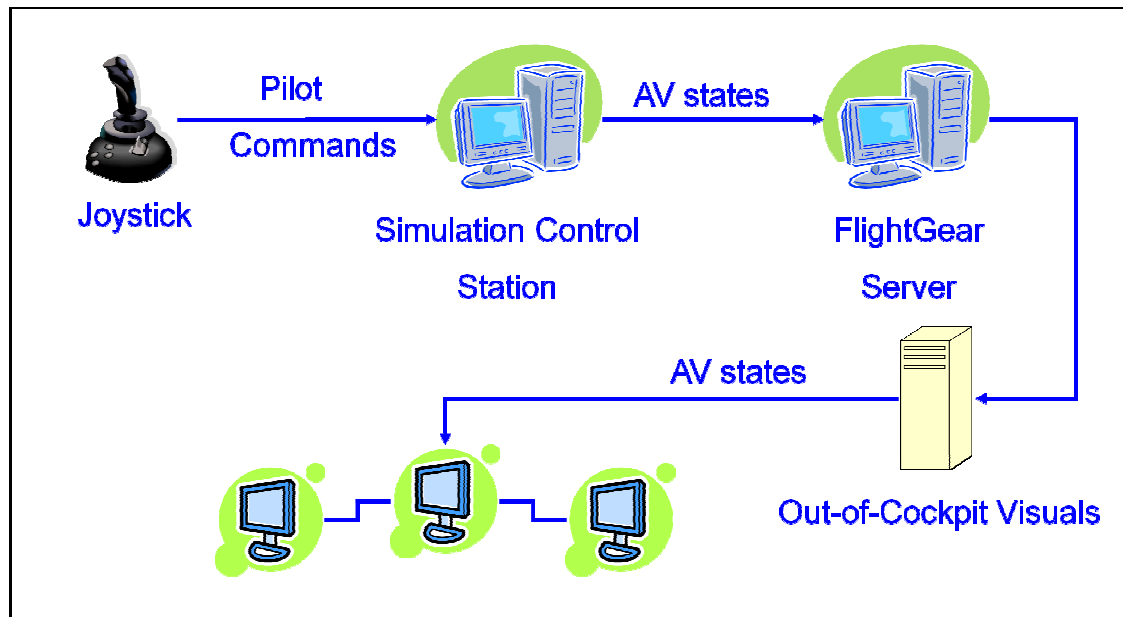 Pilot
Commands
AV states
Joystick
Simulation Control
Station
FlightGear
Server
AV states
Out-of-Cockpit Visuals